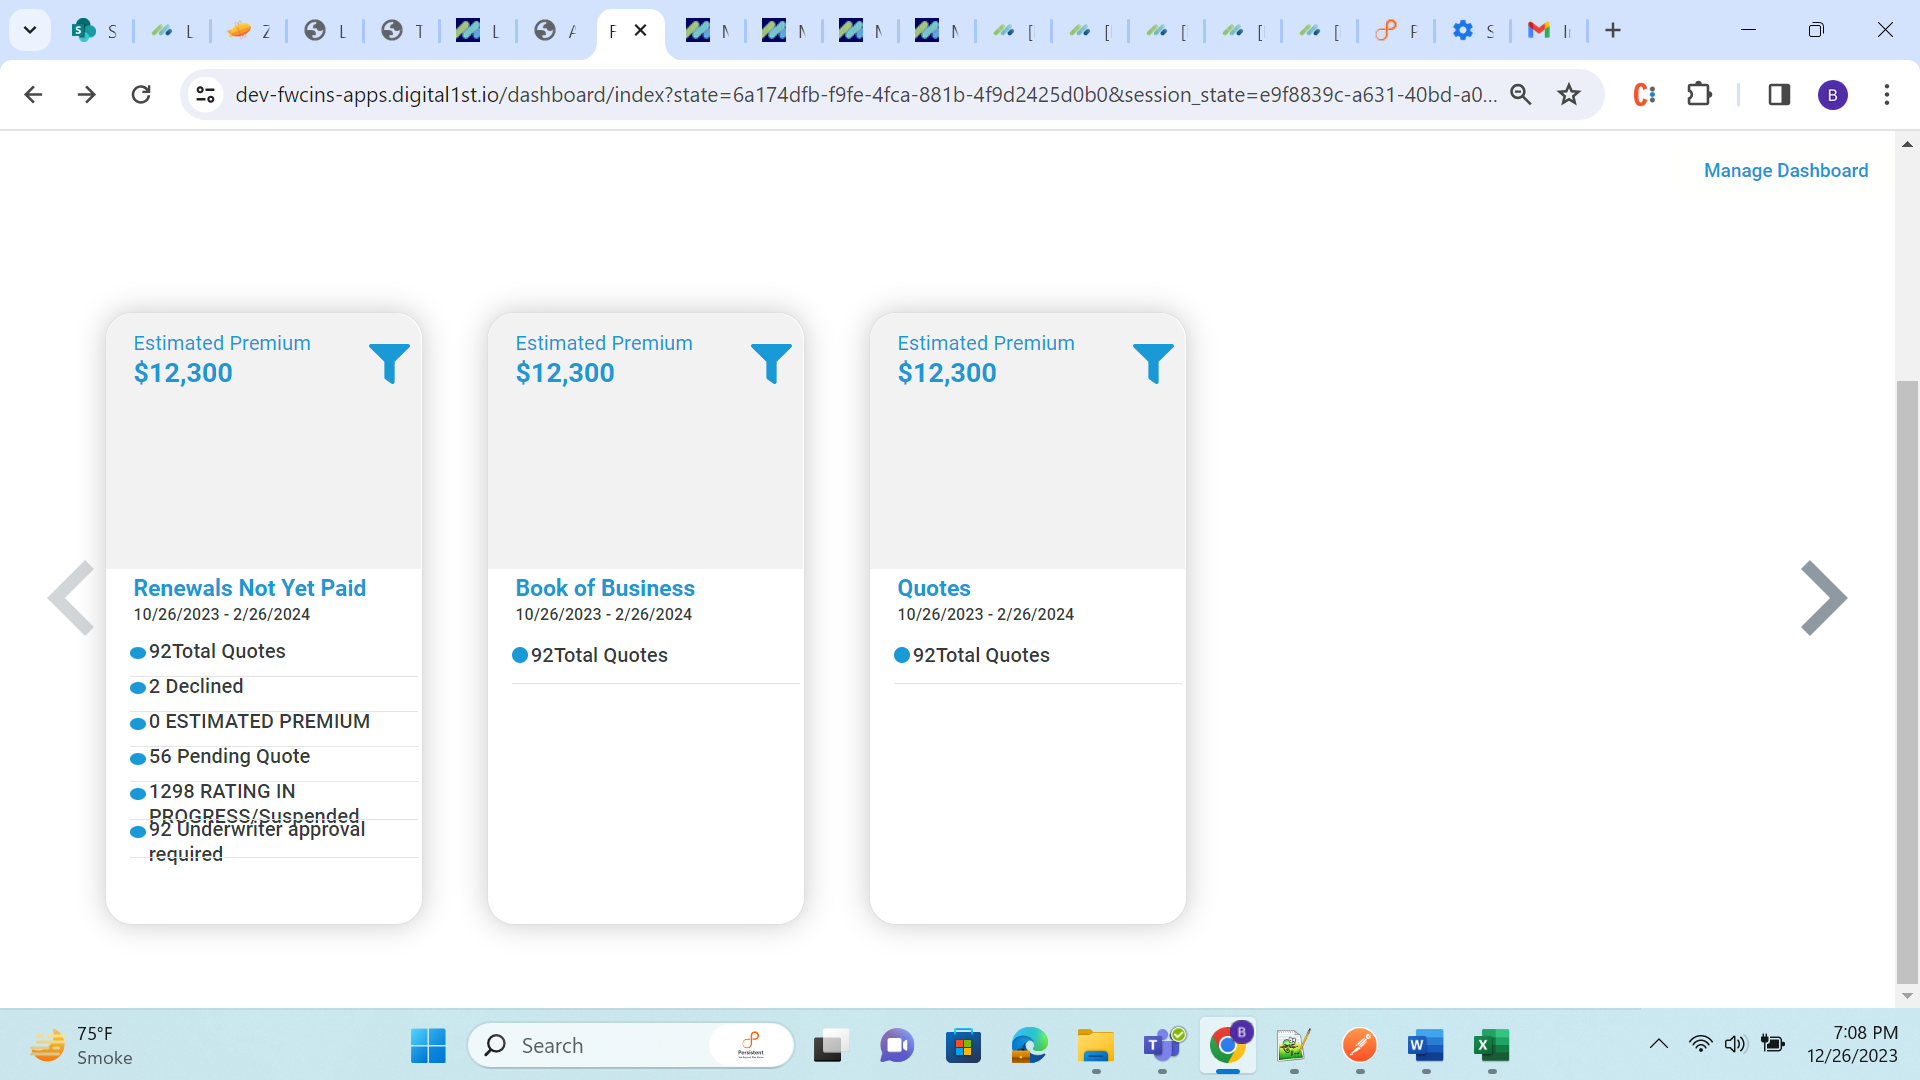 S
L
Z
L
T
L
A
F
M
M
M
M
[
[
[
[
[
P
S
I
dev-fwcins-apps.digital1st.io/dashboard/index?state=6a174dfb-f9fe-4fca-881b-4f9d2425d0b0&session_state=e9f8839c-a631-40bd-a0...
B
Manage Dashboard
Estimated Premium
$12,300
Renewals Not Yet Paid
10/26/2023 - 2/26/2024
92Total Quotes
2 Declined
0 ESTIMATED PREMIUM
56 Pending Quote
1298 RATING IN
PROGRESS/Suspended
92 Underwriter approval
required
Estimated Premium
$12,300
Book of Business
10/26/2023 - 2/26/2024
92Total Quotes
Estimated Premium
$12,300
Quotes
10/26/2023 - 2/26/2024
92Total Quotes
75°F
Smoke
Search
Persistent
B
7:08 PM
12/26/2023